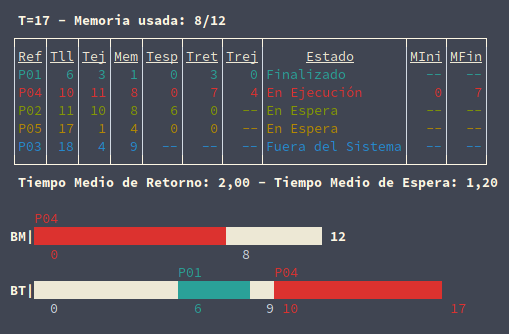 T=17 - Memoria usada: 8/12
Ref Tll Tej Mem Tesp Tret Trej Estado MIni MFin
P01 6 3 1 0 3 0 Finalizado -- --
P04 10 11 8 0 7 4 En Ejecución 0 7
P02 11 10 8 6 0 -- En Espera -- --
P05 17 1 4 0 0 -- En Espera -- --
P03 18 4 9 -- -- -- Fuera del Sistema -- --
Tiempo Medio de Retorno: 2,00 - Tiempo Medio de Espera: 1,20
P04
BM| 12
0 8
P01 P04
BT|
0 6 9 10 17